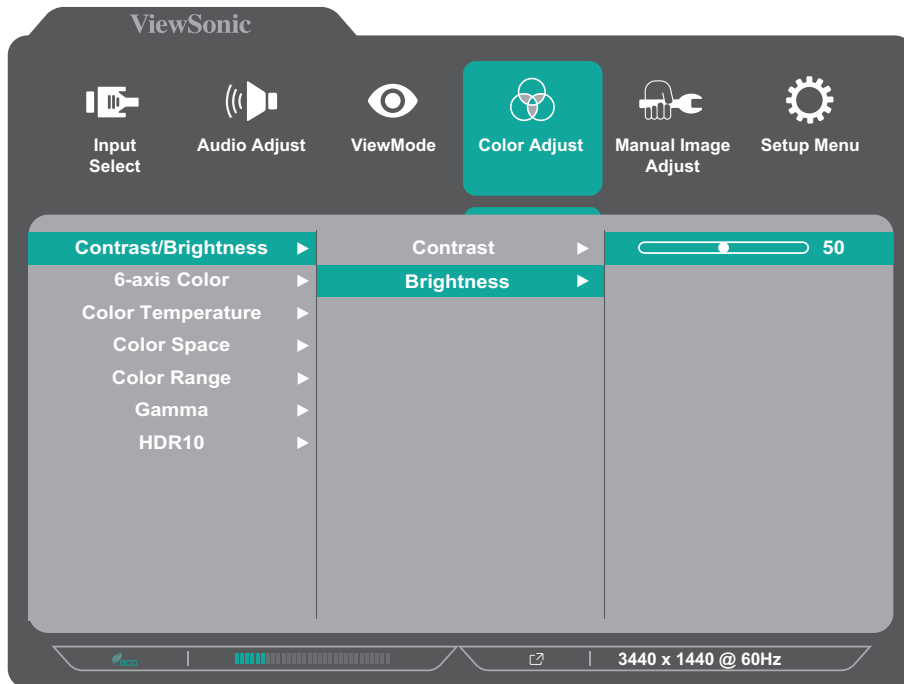 ViewSonic
Input
Select
Audio Adjust
ViewMode
Color Adjust
Manual Image
Adjust
Setup Menu
Contrast/Brightness
6-axis Color
Color Temperature
Color Space
Color Range
Gamma
HDR10
Contrast
Brightness
50
eco
3440 x 1440 @ 60Hz